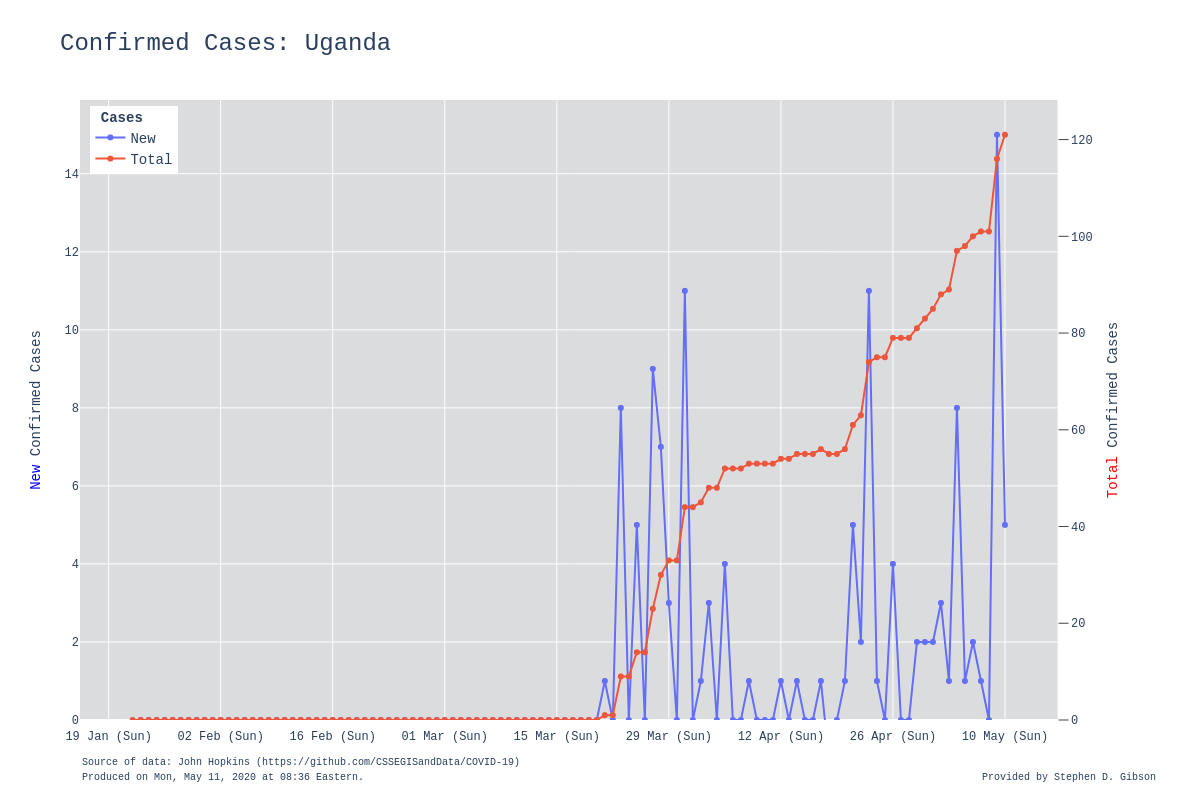 Confirmed Cases: Uganda
Cases
New
Total
14
12
10
8
6
4
2
0
120
100
80
60
40
20
0
New Confirmed Cases
Total Confirmed Cases
19 Jan (Sun) 02 Feb (Sun) 16 Feb (Sun) 01 Mar (Sun) 15 Mar (Sun) 29 Mar (Sun) 12 Apr (Sun) 26 Apr (Sun) 10 May (Sun)
Source of data: John Hopkins (https://github.com/CSSEGISandData/COVID-19)
Produced on Mon, May 11, 2020 at 08:36 Eastern.
Provided by Stephen D. Gibson